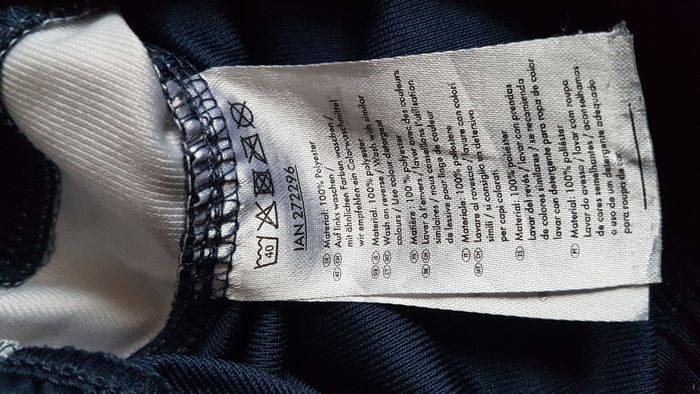 40
IAN 272296
Material: 100% Polyester
Auf links waschen /
mit ähnlichen Farben waschen /
wir empfehlen ein Colorwaschmittel
Material: 100% polyester
Wash on reverse / Wash with similar
colours / Use colour detergent
Matière : 100% polyester
Laver à l'envers / laver avec des couleurs
similaires / nous conseillons l'utilisation
de lessive pour linge de couleur
Materiale: 100% poliestere
Lavare al rovescio / lavare con colori
simili / si consiglia un detersivo
per capi colorati
Material: 100% poliéster
Lavar del revés / lavar con prendas
de colores similares / se recomienda
lavar con detergente para ropa de color
Material: 100% poliéster
Lavar do avesso / lavar com roupa
de cores semelhantes / aconselhamos
o uso de um detergente adequado
para roupa de